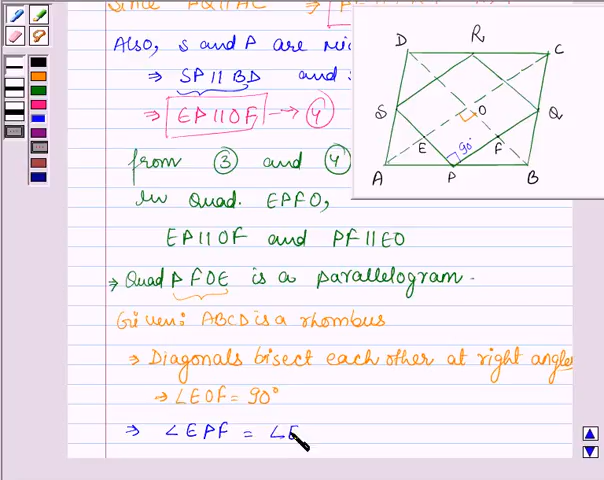 Since PQ||AC ⇒
Also, S and P are
⇒ SP||BD and
⇒ EP||OF → ④
from ③ and ④
In Quad. EPFO,
EP||OF and PF||EO
⇒ Quad PFOE is a parallelogram.
Given: ABCD is a rhombus
⇒ Diagonals bisect each other at right angles
⇒ ∠EOF = 90°
⇒ ∠EPF = ∠E
D R C
S O Q
E 90° F
A P B